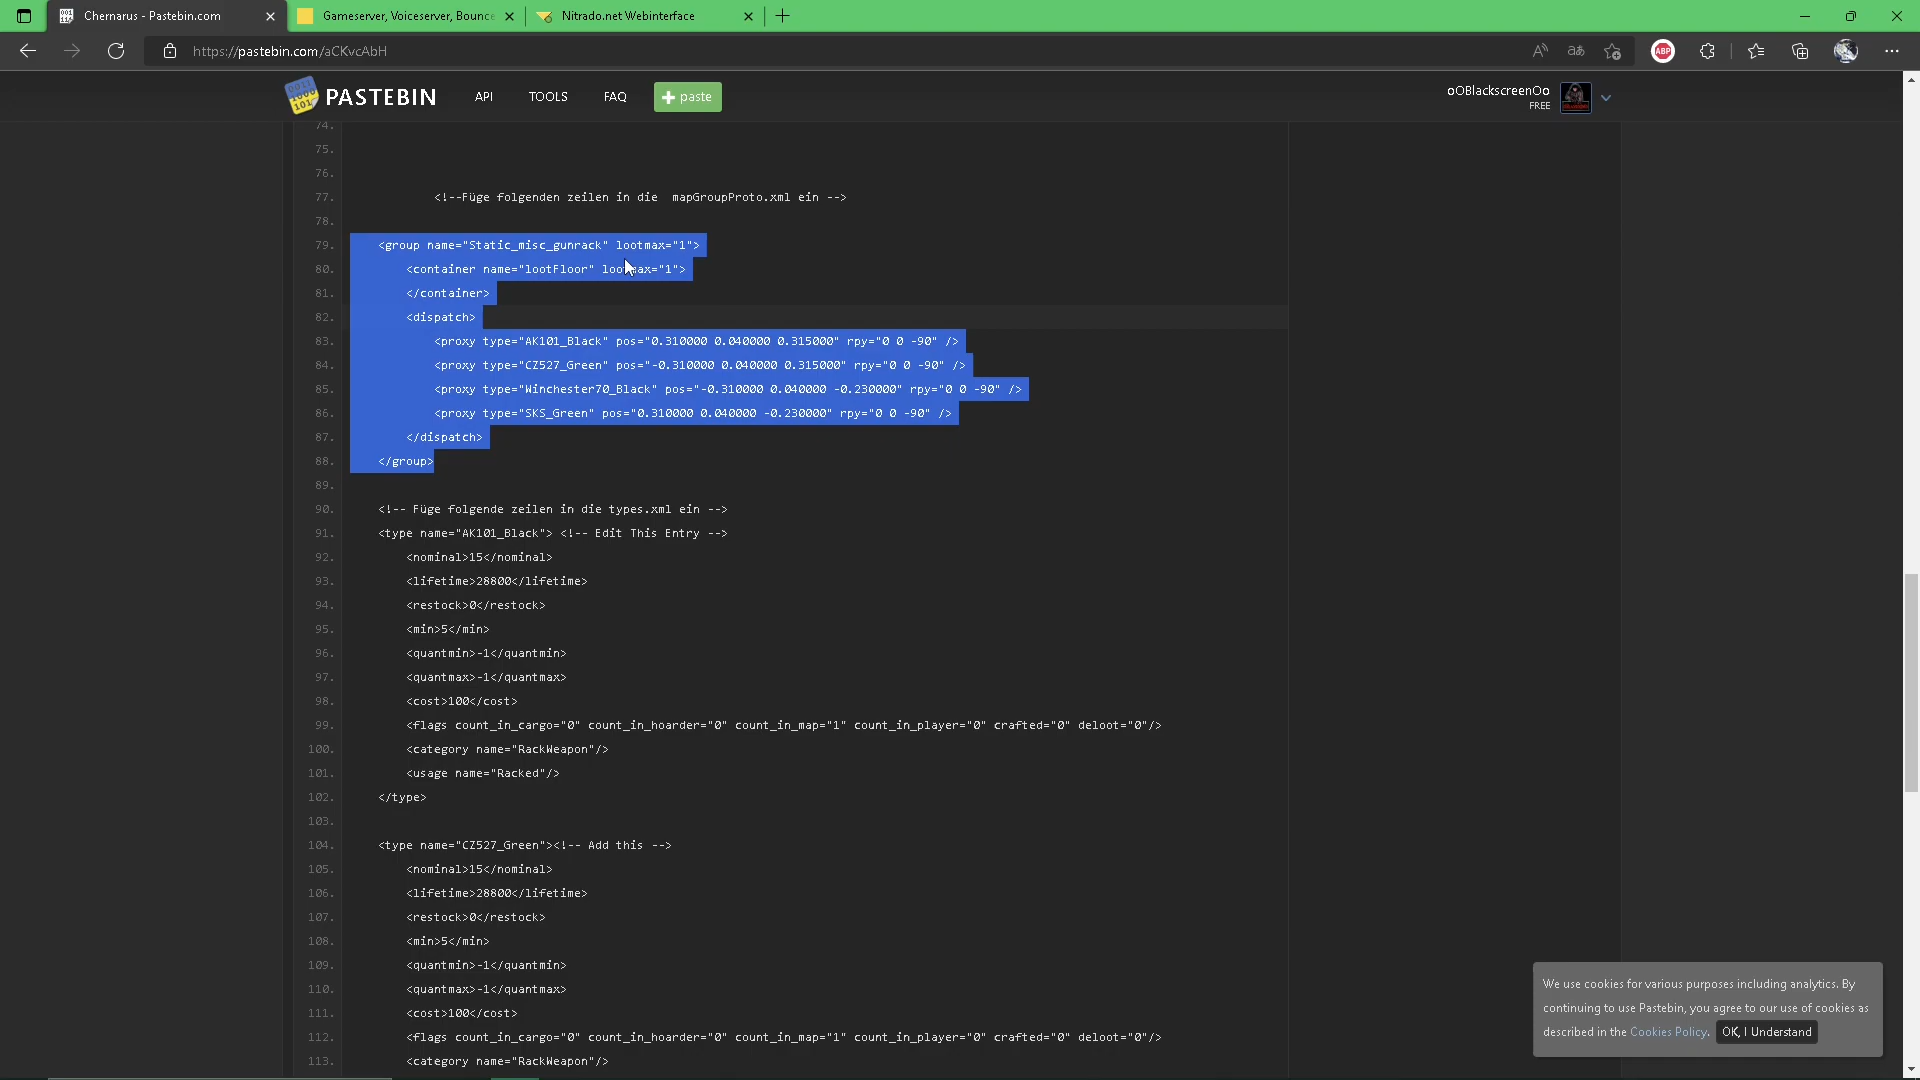 Chernarus - Pastebin.com
Gameserver, Voiceserver, Bounce
Nitrado.net Webinterface
https://pastebin.com/aCKvcAbH
ABP
PASTEBIN
API
TOOLS
FAQ
paste
oOBlackscreenOo
FREE
74.
75.
76.
77. <!--Füge folgenden zeilen in die  mapGroupProto.xml ein -->
78.
79. <group name="Static_misc_gunrack" lootmax="1">
80. <container name="lootFloor" lootmax="1">
81. </container>
82. <dispatch>
83. <proxy type="AK101_Black" pos="0.310000 0.040000 0.315000" rpy="0 0 -90" />
84. <proxy type="CZ527_Green" pos="-0.310000 0.040000 0.315000" rpy="0 0 -90" />
85. <proxy type="Winchester70_Black" pos="-0.310000 0.040000 -0.230000" rpy="0 0 -90" />
86. <proxy type="SKS_Green" pos="0.310000 0.040000 -0.230000" rpy="0 0 -90" />
87. </dispatch>
88. </group>
89.
90. <!-- Füge folgende zeilen in die types.xml ein -->
91. <type name="AK101_Black"> <!-- Edit This Entry -->
92. <nominal>15</nominal>
93. <lifetime>28800</lifetime>
94. <restock>0</restock>
95. <min>5</min>
96. <quantmin>-1</quantmin>
97. <quantmax>-1</quantmax>
98. <cost>100</cost>
99. <flags count_in_cargo="0" count_in_hoarder="0" count_in_map="1" count_in_player="0" crafted="0" deloot="0"/>
100. <category name="RackWeapon"/>
101. <usage name="Racked"/>
102. </type>
103.
104. <type name="CZ527_Green"><!-- Add this -->
105. <nominal>15</nominal>
106. <lifetime>28800</lifetime>
107. <restock>0</restock>
108. <min>5</min>
109. <quantmin>-1</quantmin>
110. <quantmax>-1</quantmax>
111. <cost>100</cost>
112. <flags count_in_cargo="0" count_in_hoarder="0" count_in_map="1" count_in_player="0" crafted="0" deloot="0"/>
113. <category name="RackWeapon"/>
We use cookies for various purposes including analytics. By
continuing to use Pastebin, you agree to our use of cookies as
described in the Cookies Policy. OK, I Understand